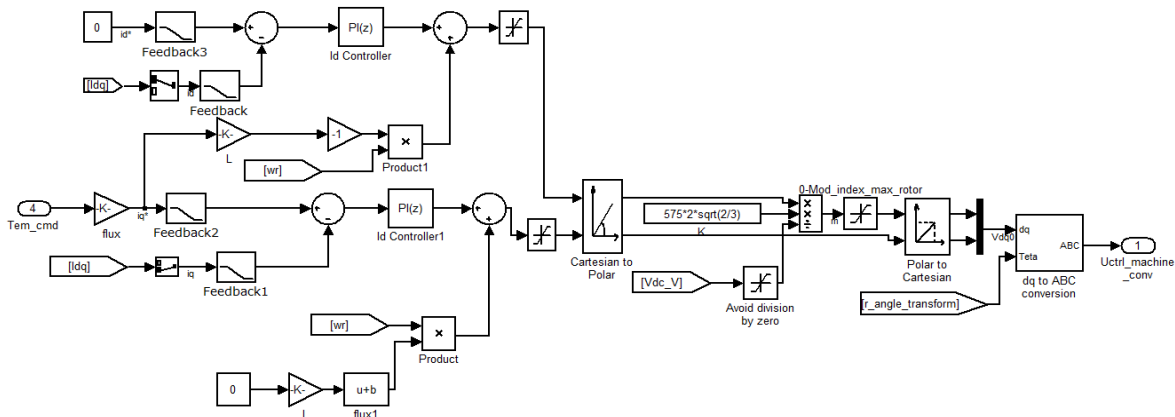 0
id*
Feedback3
PI(z)
Id Controller
[Idq]
id
Feedback
-K-
L
-1
×
Product1
[wr]
4
Tem_cmd
-K-
flux
iq*
Feedback2
PI(z)
Id Controller1
[Idq]
iq
Feedback1
[wr]
×
Product
0
-K-
L
u+b
flux1
Cartesian to
Polar
575*2*sqrt(2/3)
K
[Vdc_V]
Avoid division
by zero
×
×
÷
0-Mod_index_max_rotor
m
Polar to
Cartesian
Vdq0
dq
Teta
ABC
dq to ABC
conversion
[r_angle_transform]
1
Uctrl_machine
_conv